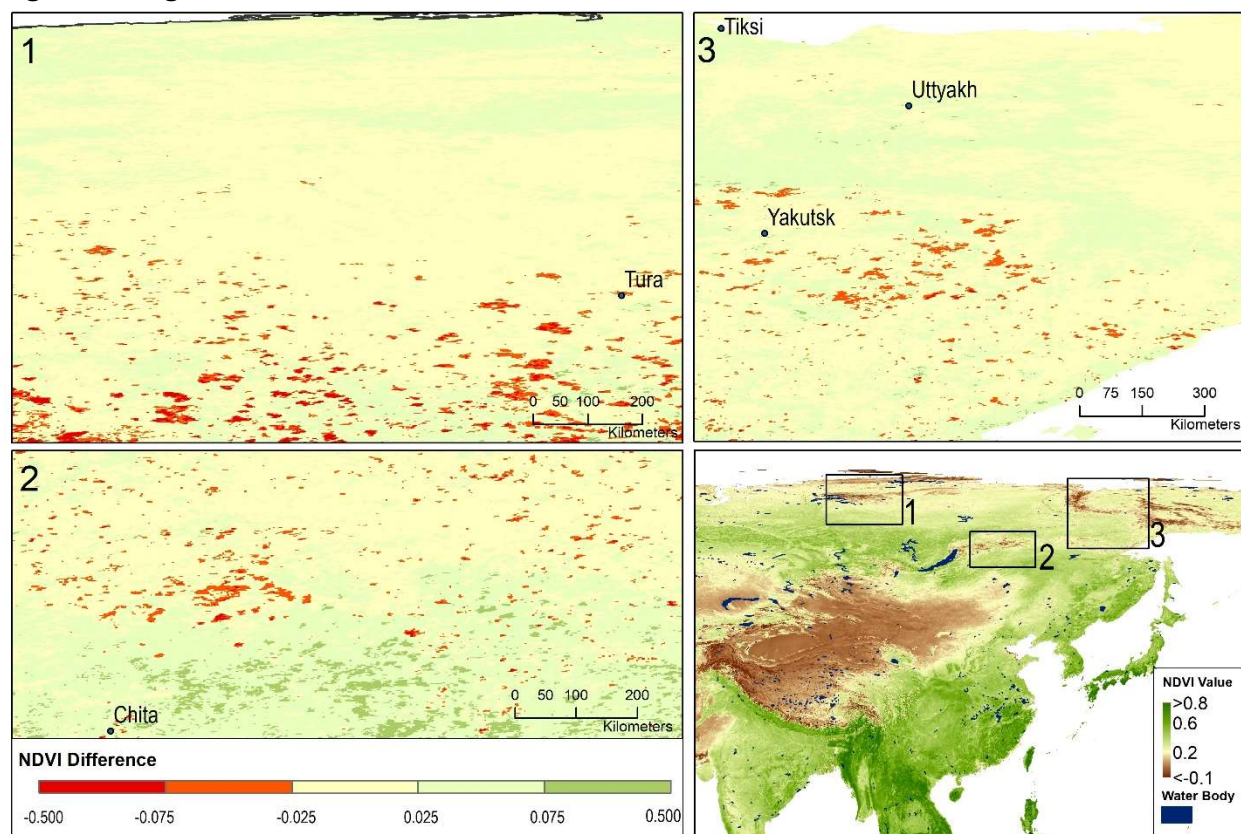 1
Tura
0 50 100 200
Kilometers
3
Tiksi
Uttyakh
Yakutsk
0 75 150 300
Kilometers
2
Chita
0 50 100 200
Kilometers
NDVI Difference
-0.500 -0.075 -0.025 0.025 0.075 0.500
1
2
3
NDVI Value
>0.8
0.6
0.2
<-0.1
Water Body